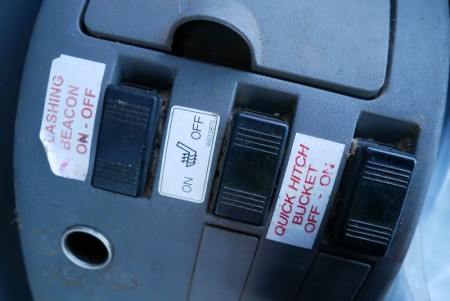 LASHING
BEACON
ON - OFF
ON
OFF
QUICK HITCH
BUCKET
OFF - ON